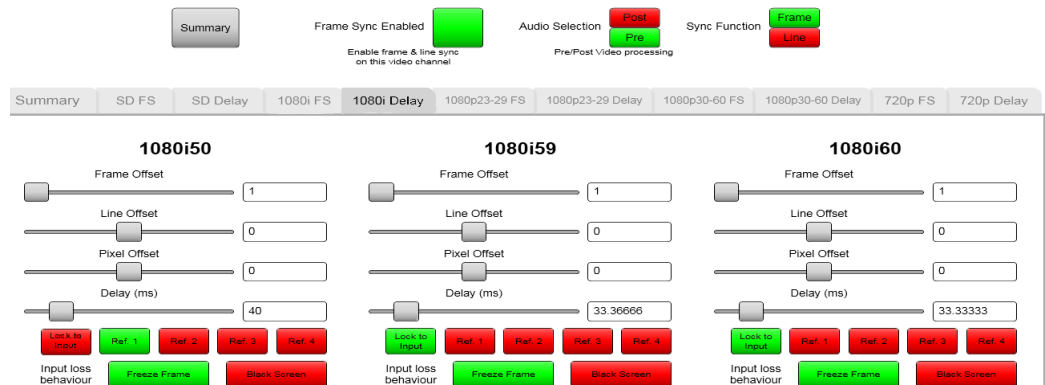 Summary
Frame Sync Enabled
Enable frame & line sync
on this video channel
Audio Selection
Post
Pre
Pre/Post Video processing
Sync Function
Frame
Line
Summary SD FS SD Delay 1080i FS 1080i Delay 1080p23-29 FS 1080p23-29 Delay 1080p30-60 FS 1080p30-60 Delay 720p FS 720p Delay
1080i50
Frame Offset
1
Line Offset
0
Pixel Offset
0
Delay (ms)
40
Lock to
Input
Ref. 1 Ref. 2 Ref. 3 Ref. 4
Input loss
behaviour
Freeze Frame Black Screen
1080i59
Frame Offset
1
Line Offset
0
Pixel Offset
0
Delay (ms)
33.36666
Lock to
Input
Ref. 1 Ref. 2 Ref. 3 Ref. 4
Input loss
behaviour
Freeze Frame Black Screen
1080i60
Frame Offset
1
Line Offset
0
Pixel Offset
0
Delay (ms)
33.33333
Lock to
Input
Ref. 1 Ref. 2 Ref. 3 Ref. 4
Input loss
behaviour
Freeze Frame Black Screen